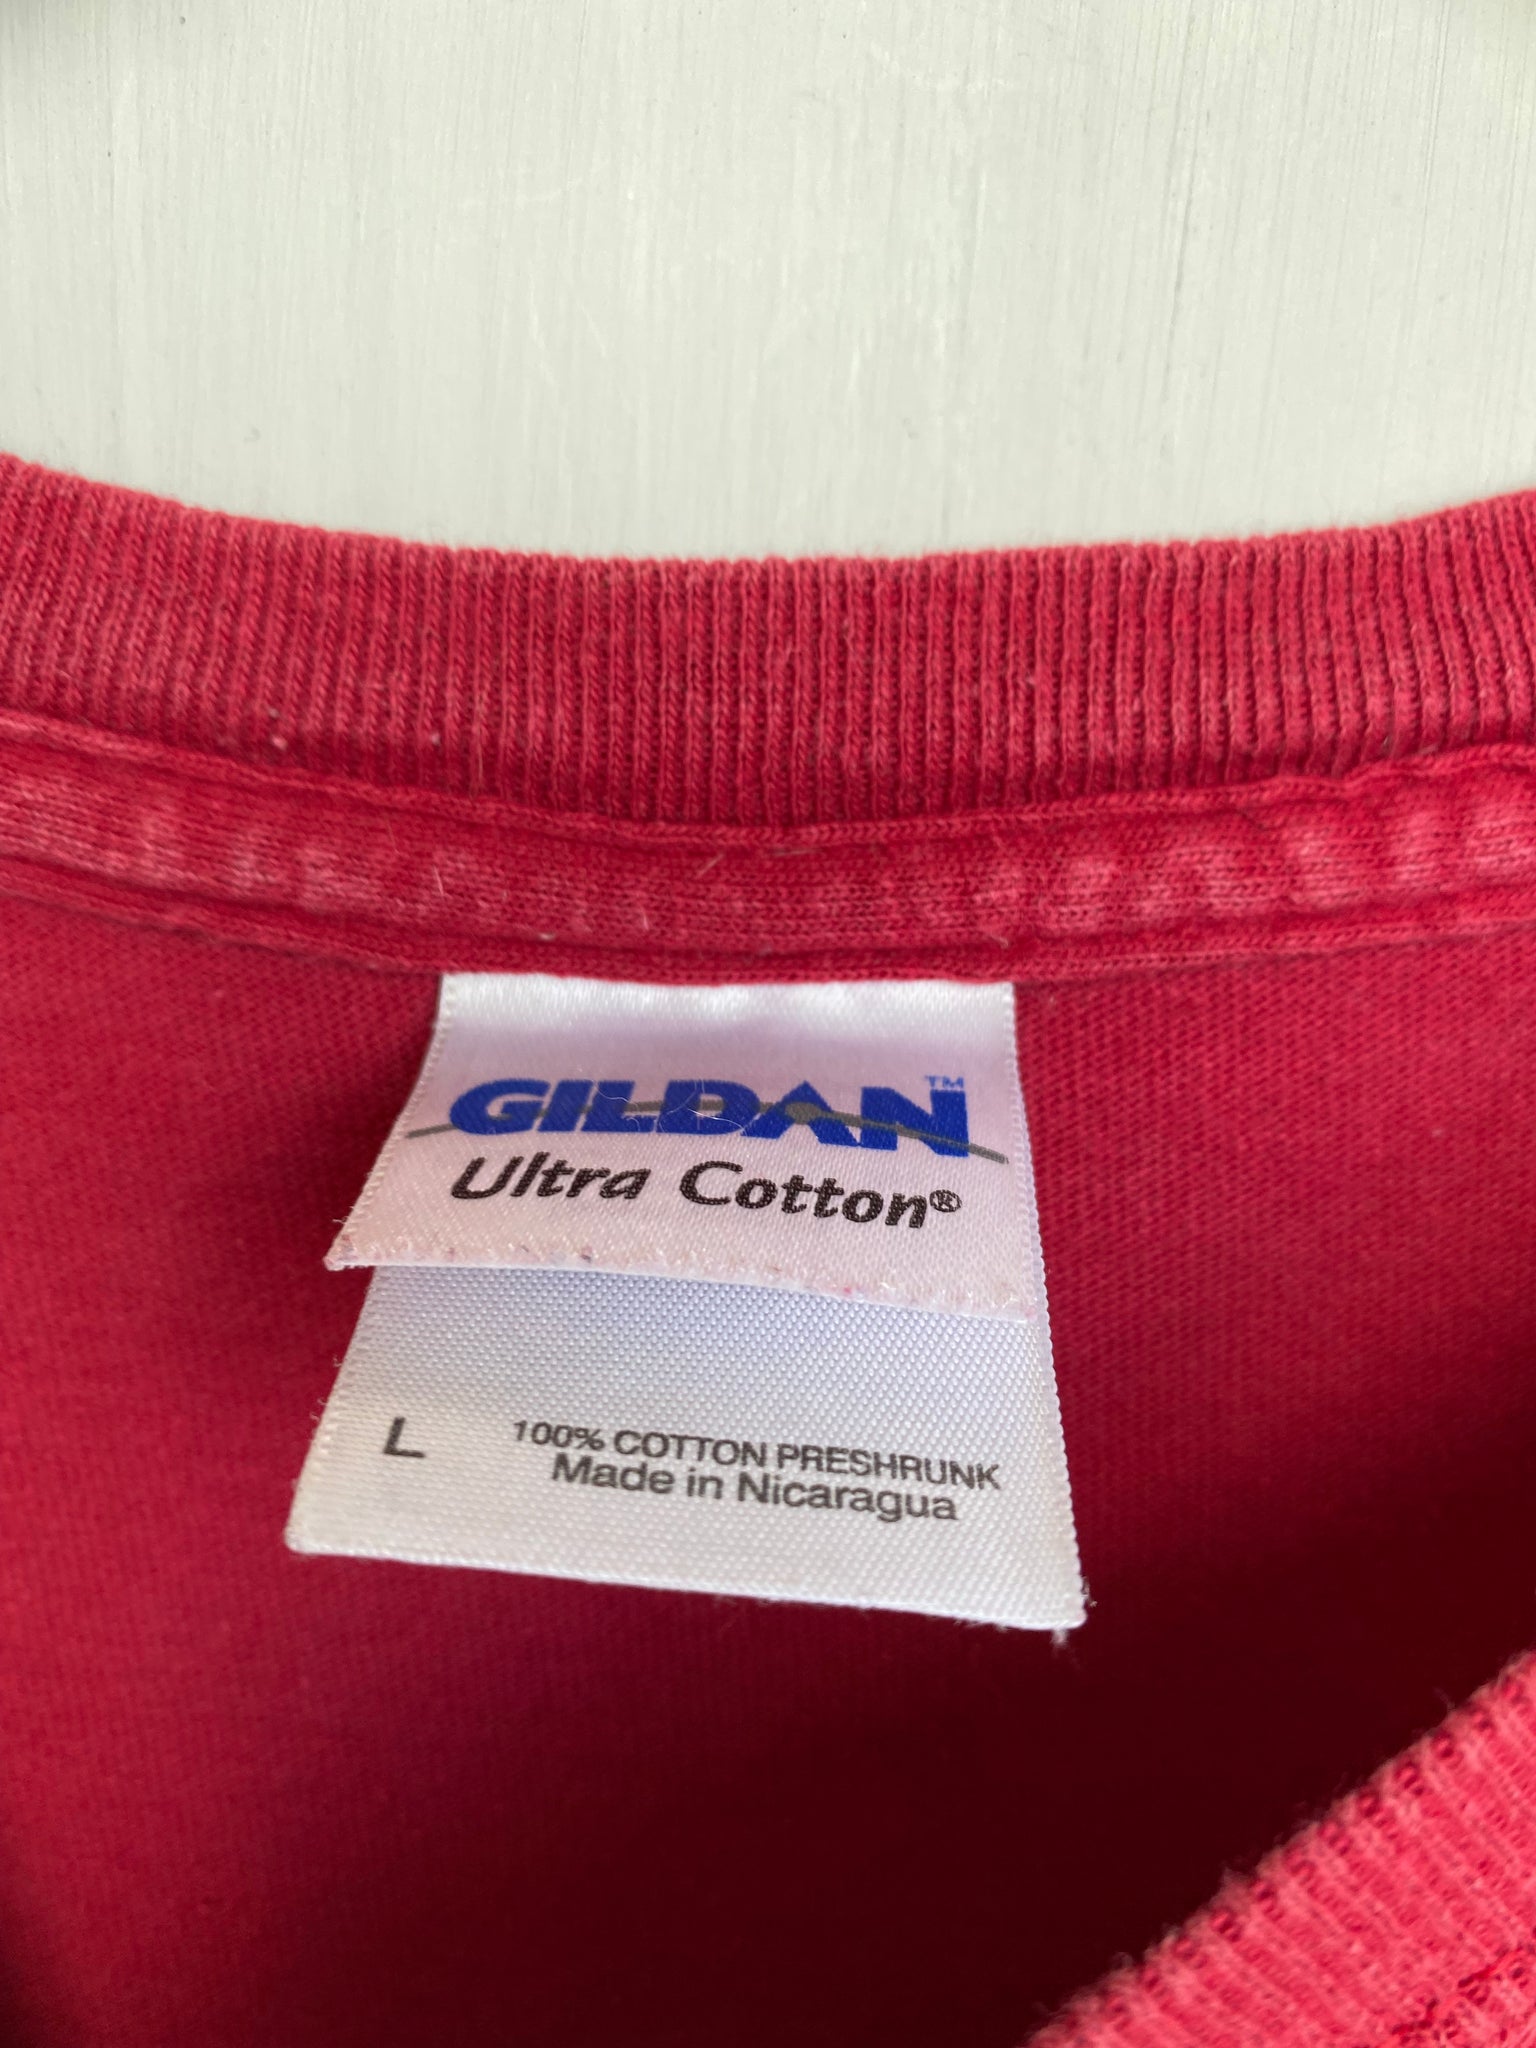 GILDAN™
Ultra Cotton®
L 100% COTTON PRESHRUNK
Made in Nicaragua